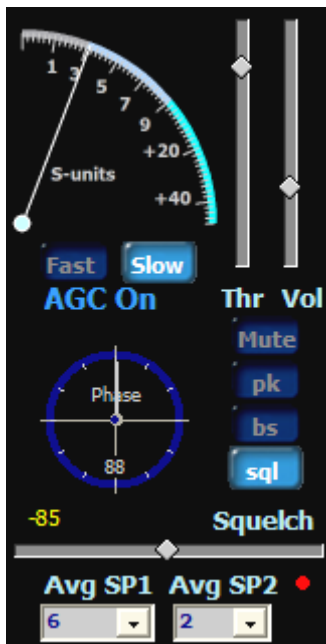 1 3 5 7 9 +20 +40
S-units
Fast Slow
AGC On
Thr Vol
Mute
pk
bs
sql
Phase
88
-85
Squelch
Avg SP1 Avg SP2
6 2